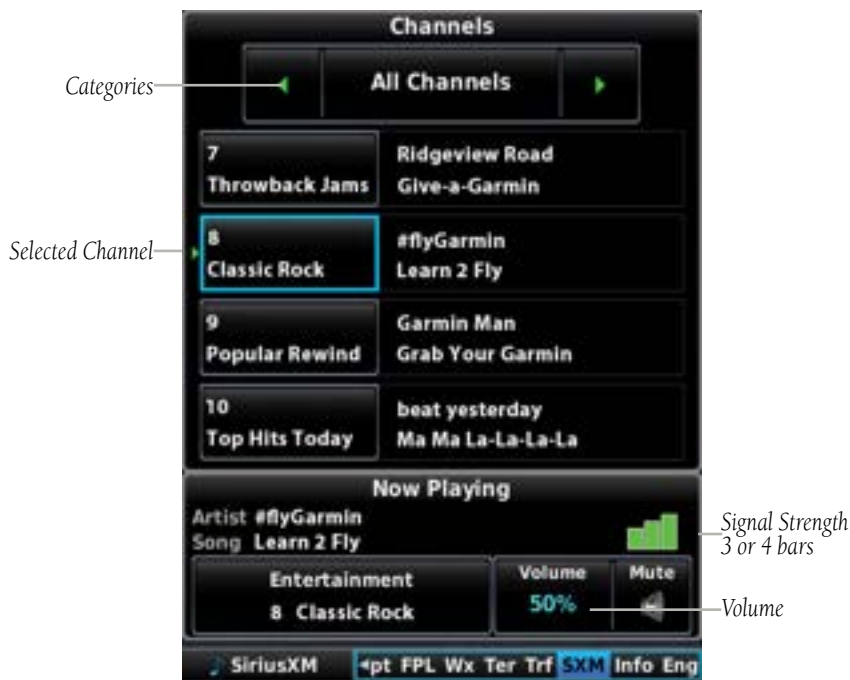 Channels
Categories
All Channels
7
Throwback Jams
Ridgeview Road
Give-a-Garmin
Selected Channel
8
Classic Rock
#flyGarmin
Learn 2 Fly
9
Popular Rewind
Garmin Man
Grab Your Garmin
10
Top Hits Today
beat yesterday
Ma Ma La-La-La-La
Now Playing
Artist #flyGarmin
Song Learn 2 Fly
Signal Strength
3 or 4 bars
Entertainment
8 Classic Rock
Volume
50%
Mute
Volume
SiriusXM
pt FPL Wx Ter Trf SXM Info Eng